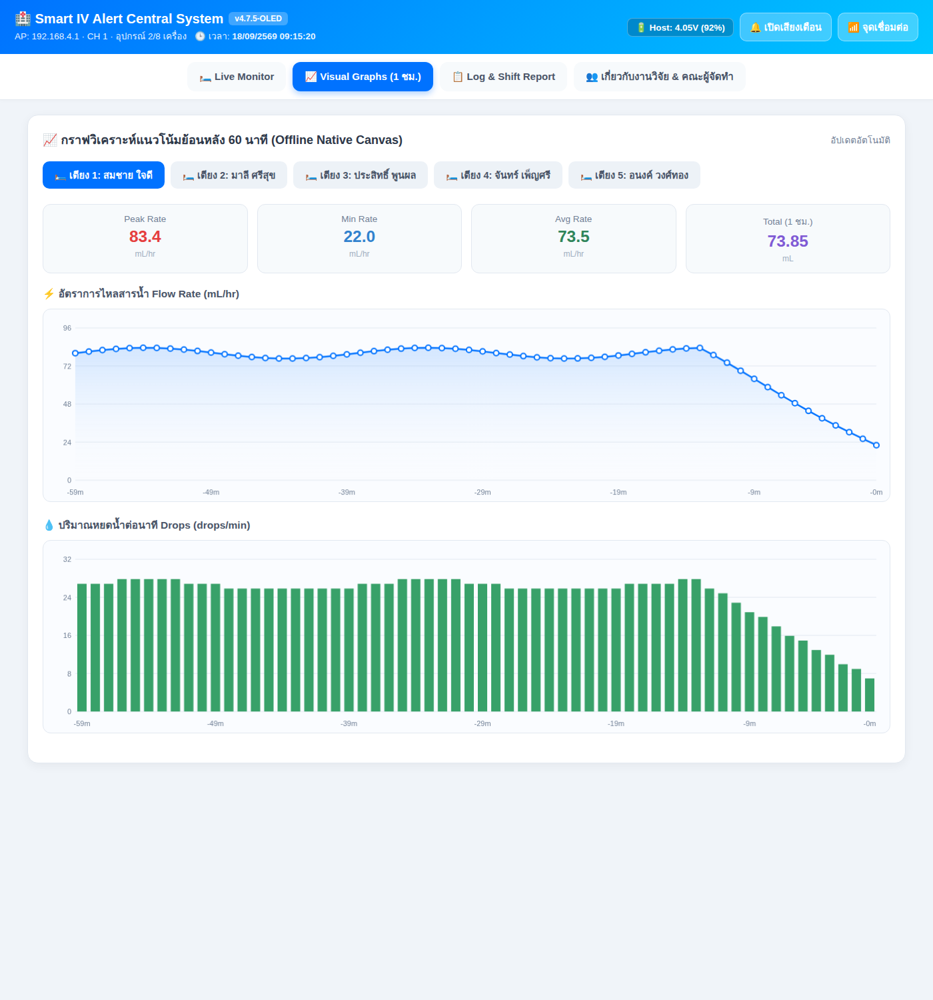 🏥 Smart IV Alert Central System v4.7.5-OLED
AP: 192.168.4.1 · CH 1 · อุปกรณ์ 2/8 เครื่อง 🕒 เวลา: 18/09/2569 09:15:20
🔋 Host: 4.05V (92%)
🔔 เปิดเสียงเตือน
📶 จุดเชื่อมต่อ
🛏️ Live Monitor
📈 Visual Graphs (1 ชม.)
📋 Log & Shift Report
👥 เกี่ยวกับงานวิจัย & คณะผู้จัดทำ
📈 กราฟวิเคราะห์แนวโน้มย้อนหลัง 60 นาที (Offline Native Canvas)
อัปเดตอัตโนมัติ
🛏️ เตียง 1: สมชาย ใจดี
🛏️ เตียง 2: มาลี ศรีสุข
🛏️ เตียง 3: ประสิทธิ์ พูนผล
🛏️ เตียง 4: จันทร์ เพ็ญศรี
🛏️ เตียง 5: อนงค์ วงศ์ทอง
Peak Rate
83.4
mL/hr
Min Rate
22.0
mL/hr
Avg Rate
73.5
mL/hr
Total (1 ชม.)
73.85
mL
⚡ อัตราการไหลสารน้ำ Flow Rate (mL/hr)
96
72
48
24
0
-59m -49m -39m -29m -19m -9m -0m
💧 ปริมาณหยดน้ำต่อนาที Drops (drops/min)
32
24
16
8
0
-59m -49m -39m -29m -19m -9m -0m